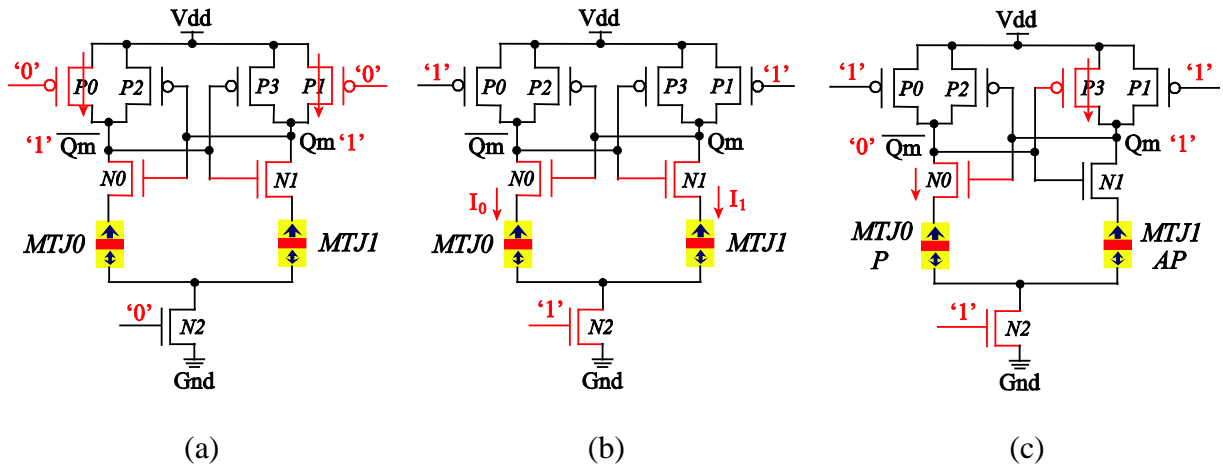 Vdd
‘0’ P0 P2 P3 P1 ‘0’
‘1’ Qm Qm ‘1’
N0 N1
MTJ0 MTJ1
‘0’ N2
Gnd
(a)
Vdd
‘1’ P0 P2 P3 P1 ‘1’
Qm Qm
N0 N1
I₀ I₁
MTJ0 MTJ1
‘1’ N2
Gnd
(b)
Vdd
‘1’ P0 P2 P3 P1 ‘1’
‘0’ Qm Qm ‘1’
N0 N1
MTJ0 MTJ1
P AP
‘1’ N2
Gnd
(c)